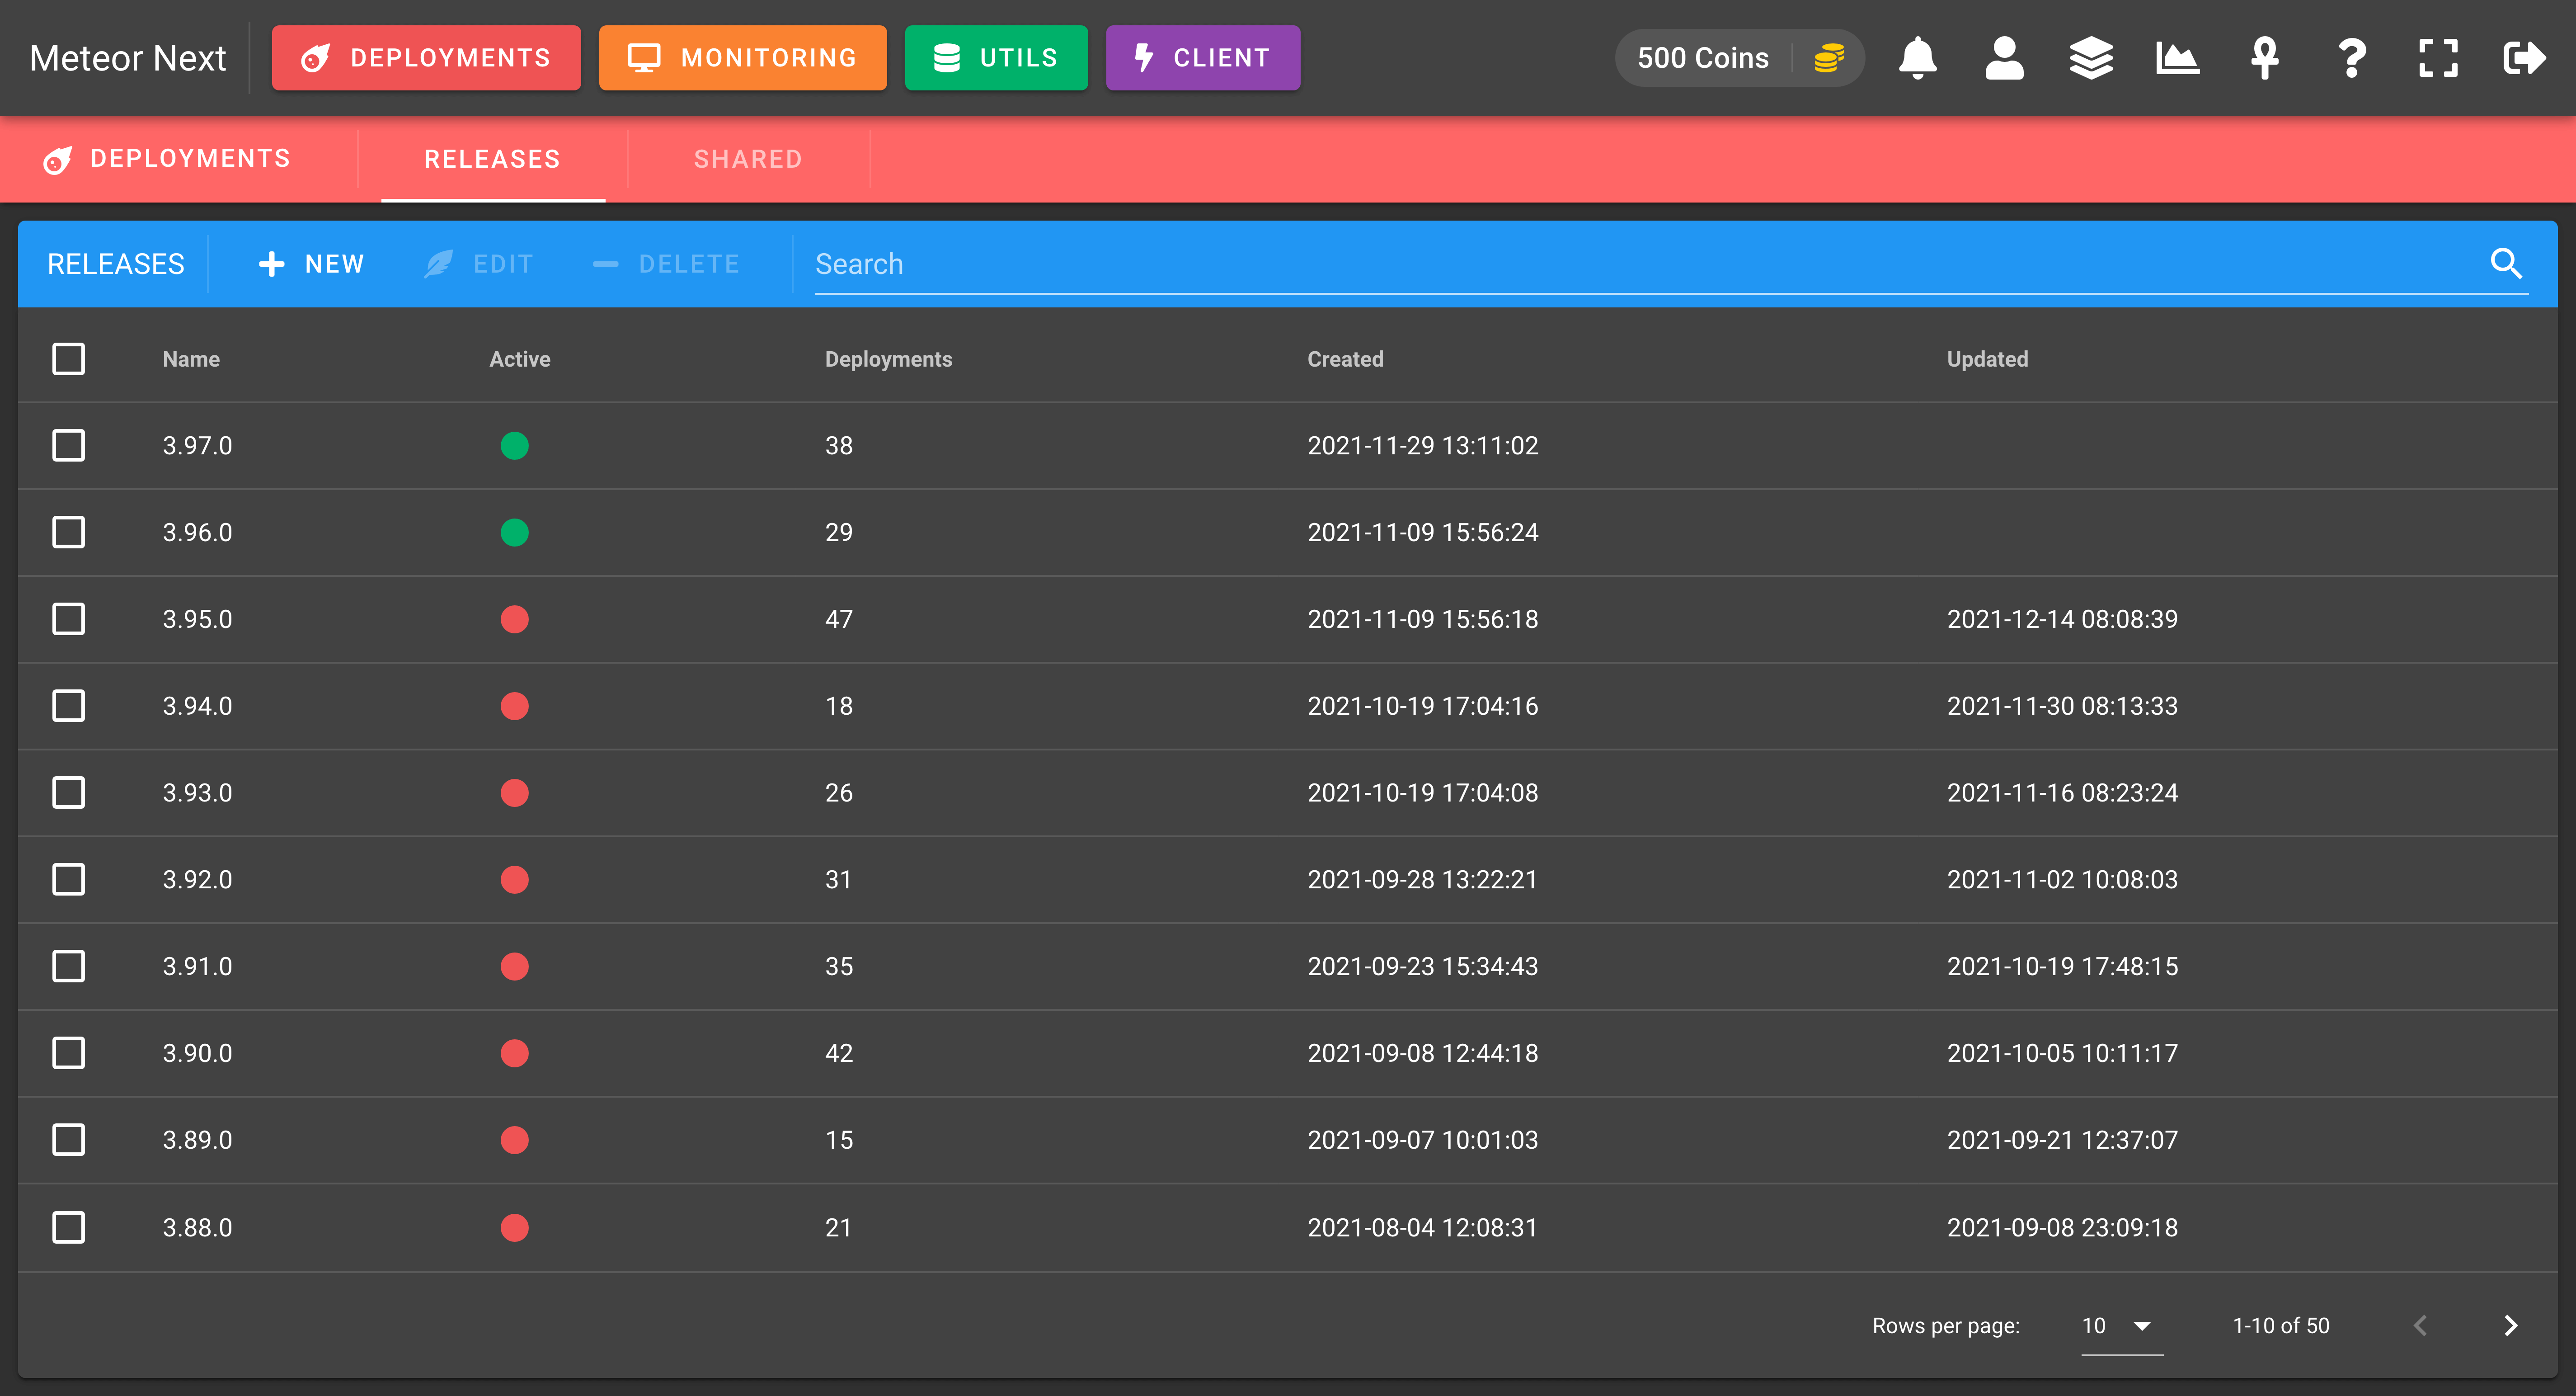 Meteor Next DEPLOYMENTS MONITORING UTILS CLIENT 500 Coins
DEPLOYMENTS RELEASES SHARED
RELEASES NEW EDIT DELETE Search
Name Active Deployments Created Updated
3.97.0 38 2021-11-29 13:11:02
3.96.0 29 2021-11-09 15:56:24
3.95.0 47 2021-11-09 15:56:18 2021-12-14 08:08:39
3.94.0 18 2021-10-19 17:04:16 2021-11-30 08:13:33
3.93.0 26 2021-10-19 17:04:08 2021-11-16 08:23:24
3.92.0 31 2021-09-28 13:22:21 2021-11-02 10:08:03
3.91.0 35 2021-09-23 15:34:43 2021-10-19 17:48:15
3.90.0 42 2021-09-08 12:44:18 2021-10-05 10:11:17
3.89.0 15 2021-09-07 10:01:03 2021-09-21 12:37:07
3.88.0 21 2021-08-04 12:08:31 2021-09-08 23:09:18
Rows per page: 10 1-10 of 50